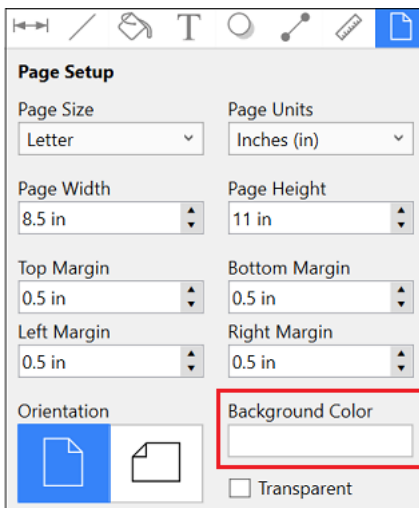 T
Page Setup
Page Size Page Units
Letter Inches (in)
Page Width Page Height
8.5 in 11 in
Top Margin Bottom Margin
0.5 in 0.5 in
Left Margin Right Margin
0.5 in 0.5 in
Orientation Background Color
Transparent